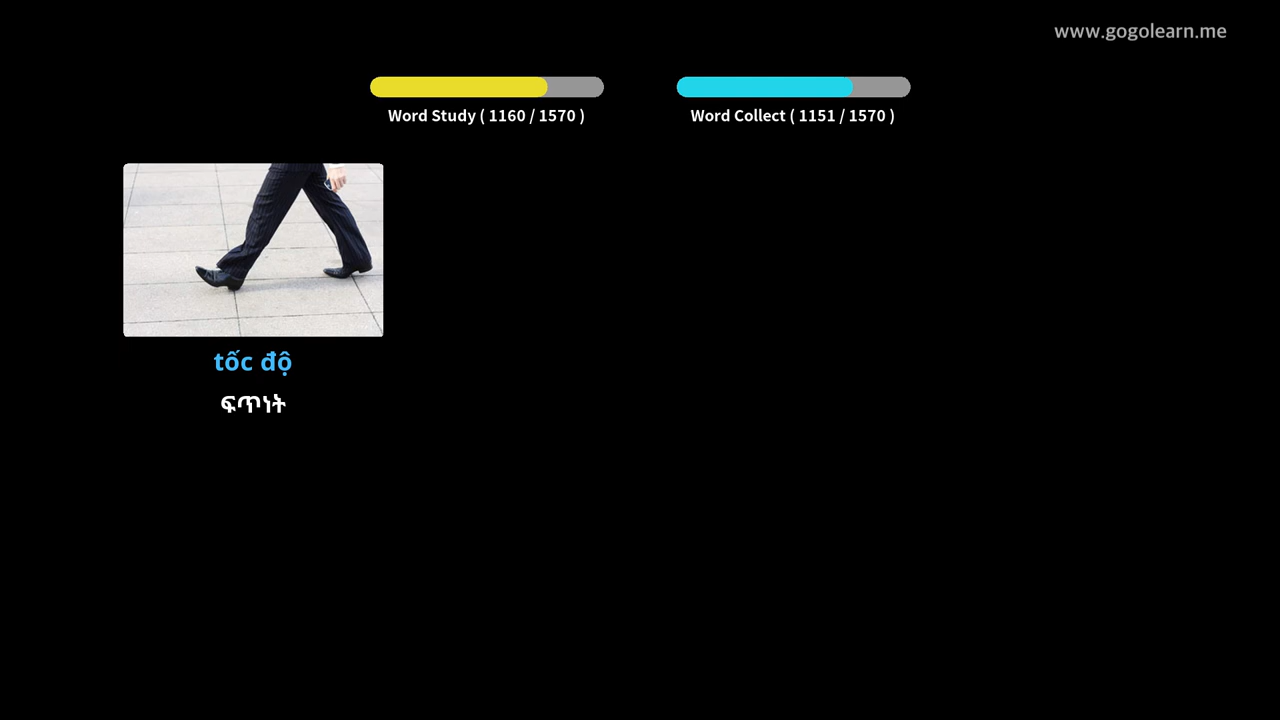 www.gogolearn.me
Word Study ( 1160 / 1570 )
Word Collect ( 1151 / 1570 )
tốc độ
ፍጥነት